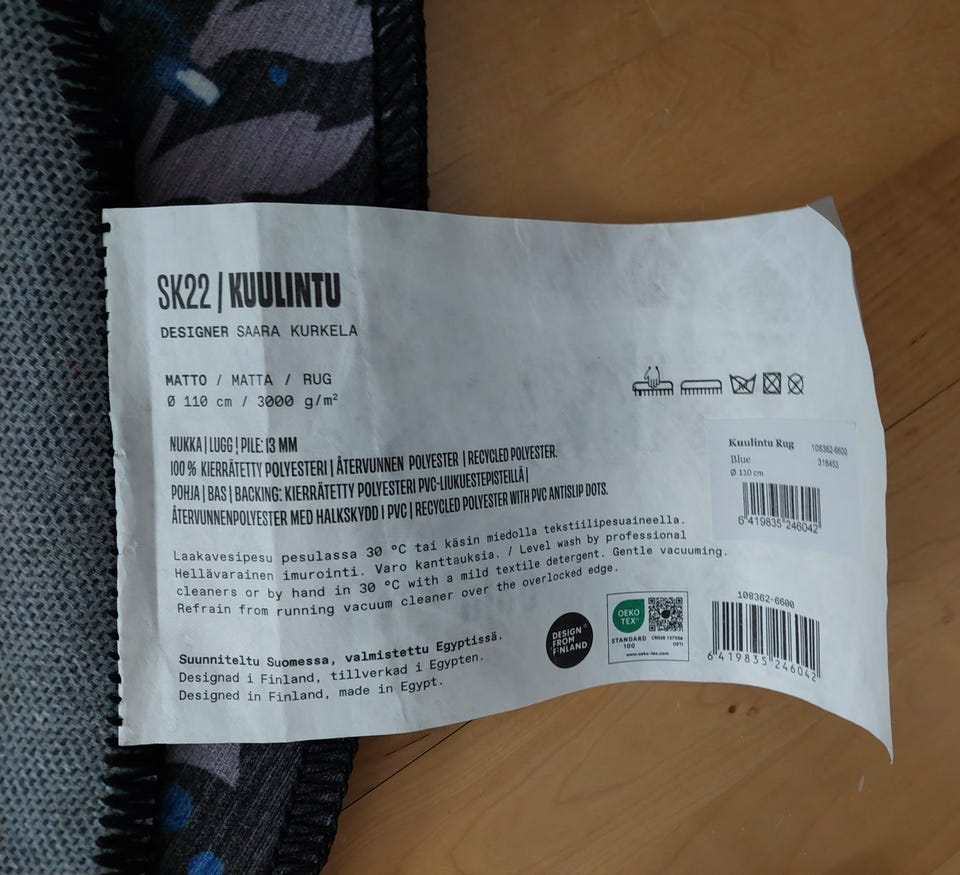 SK22 | KUULINTU
DESIGNER SAARA KURKELA
MATTO / MATTA / RUG
Ø 110 cm / 3000 g/m²
NUKKA | LUGG | PILE: 13 MM
100 % KIERRÄTETTY POLYESTERI | ÅTERVUNNEN POLYESTER | RECYCLED POLYESTER.
POHJA | BAS | BACKING: KIERRÄTETTY POLYESTERI PVC-LIUKUESTEPISTEILLÄ |
ÅTERVUNNENPOLYESTER MED HALKSKYDD I PVC | RECYCLED POLYESTER WITH PVC ANTISLIP DOTS.
Laakavesipesu pesulassa 30 °C tai käsin miedolla tekstiilipesuaineella.
Hellävarainen imurointi. Varo kanttauksia. / Level wash by professional
cleaners or by hand in 30 °C with a mild textile detergent. Gentle vacuuming.
Refrain from running vacuum cleaner over the overlocked edge.
Suunniteltu Suomessa, valmistettu Egyptissä.
Designad i Finland, tillverkad i Egypten.
Designed in Finland, made in Egypt.
DESIGN
FROM
FINLAND
OEKO
TEX®
STANDARD
100
www.oeko-tex.com
Kuulintu Rug 108362-6600
Blue 316453
Ø 110 cm
6 419835 246042
108362-6600
6 419835 246042